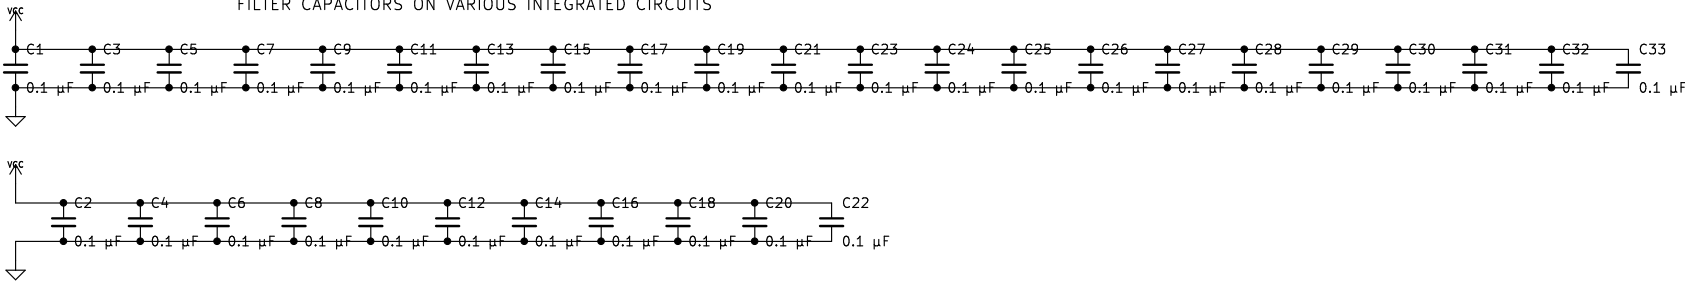 FILTER CAPACITORS ON VARIOUS INTEGRATED CIRCUITS
VCC
C1 C3 C5 C7 C9 C11 C13 C15 C17 C19 C21 C23 C24 C25 C26 C27 C28 C29 C30 C31 C32 C33
0.1 µF 0.1 µF 0.1 µF 0.1 µF 0.1 µF 0.1 µF 0.1 µF 0.1 µF 0.1 µF 0.1 µF 0.1 µF 0.1 µF 0.1 µF 0.1 µF 0.1 µF 0.1 µF 0.1 µF 0.1 µF 0.1 µF 0.1 µF 0.1 µF 0.1 µF
VCC
C2 C4 C6 C8 C10 C12 C14 C16 C18 C20 C22
0.1 µF 0.1 µF 0.1 µF 0.1 µF 0.1 µF 0.1 µF 0.1 µF 0.1 µF 0.1 µF 0.1 µF 0.1 µF